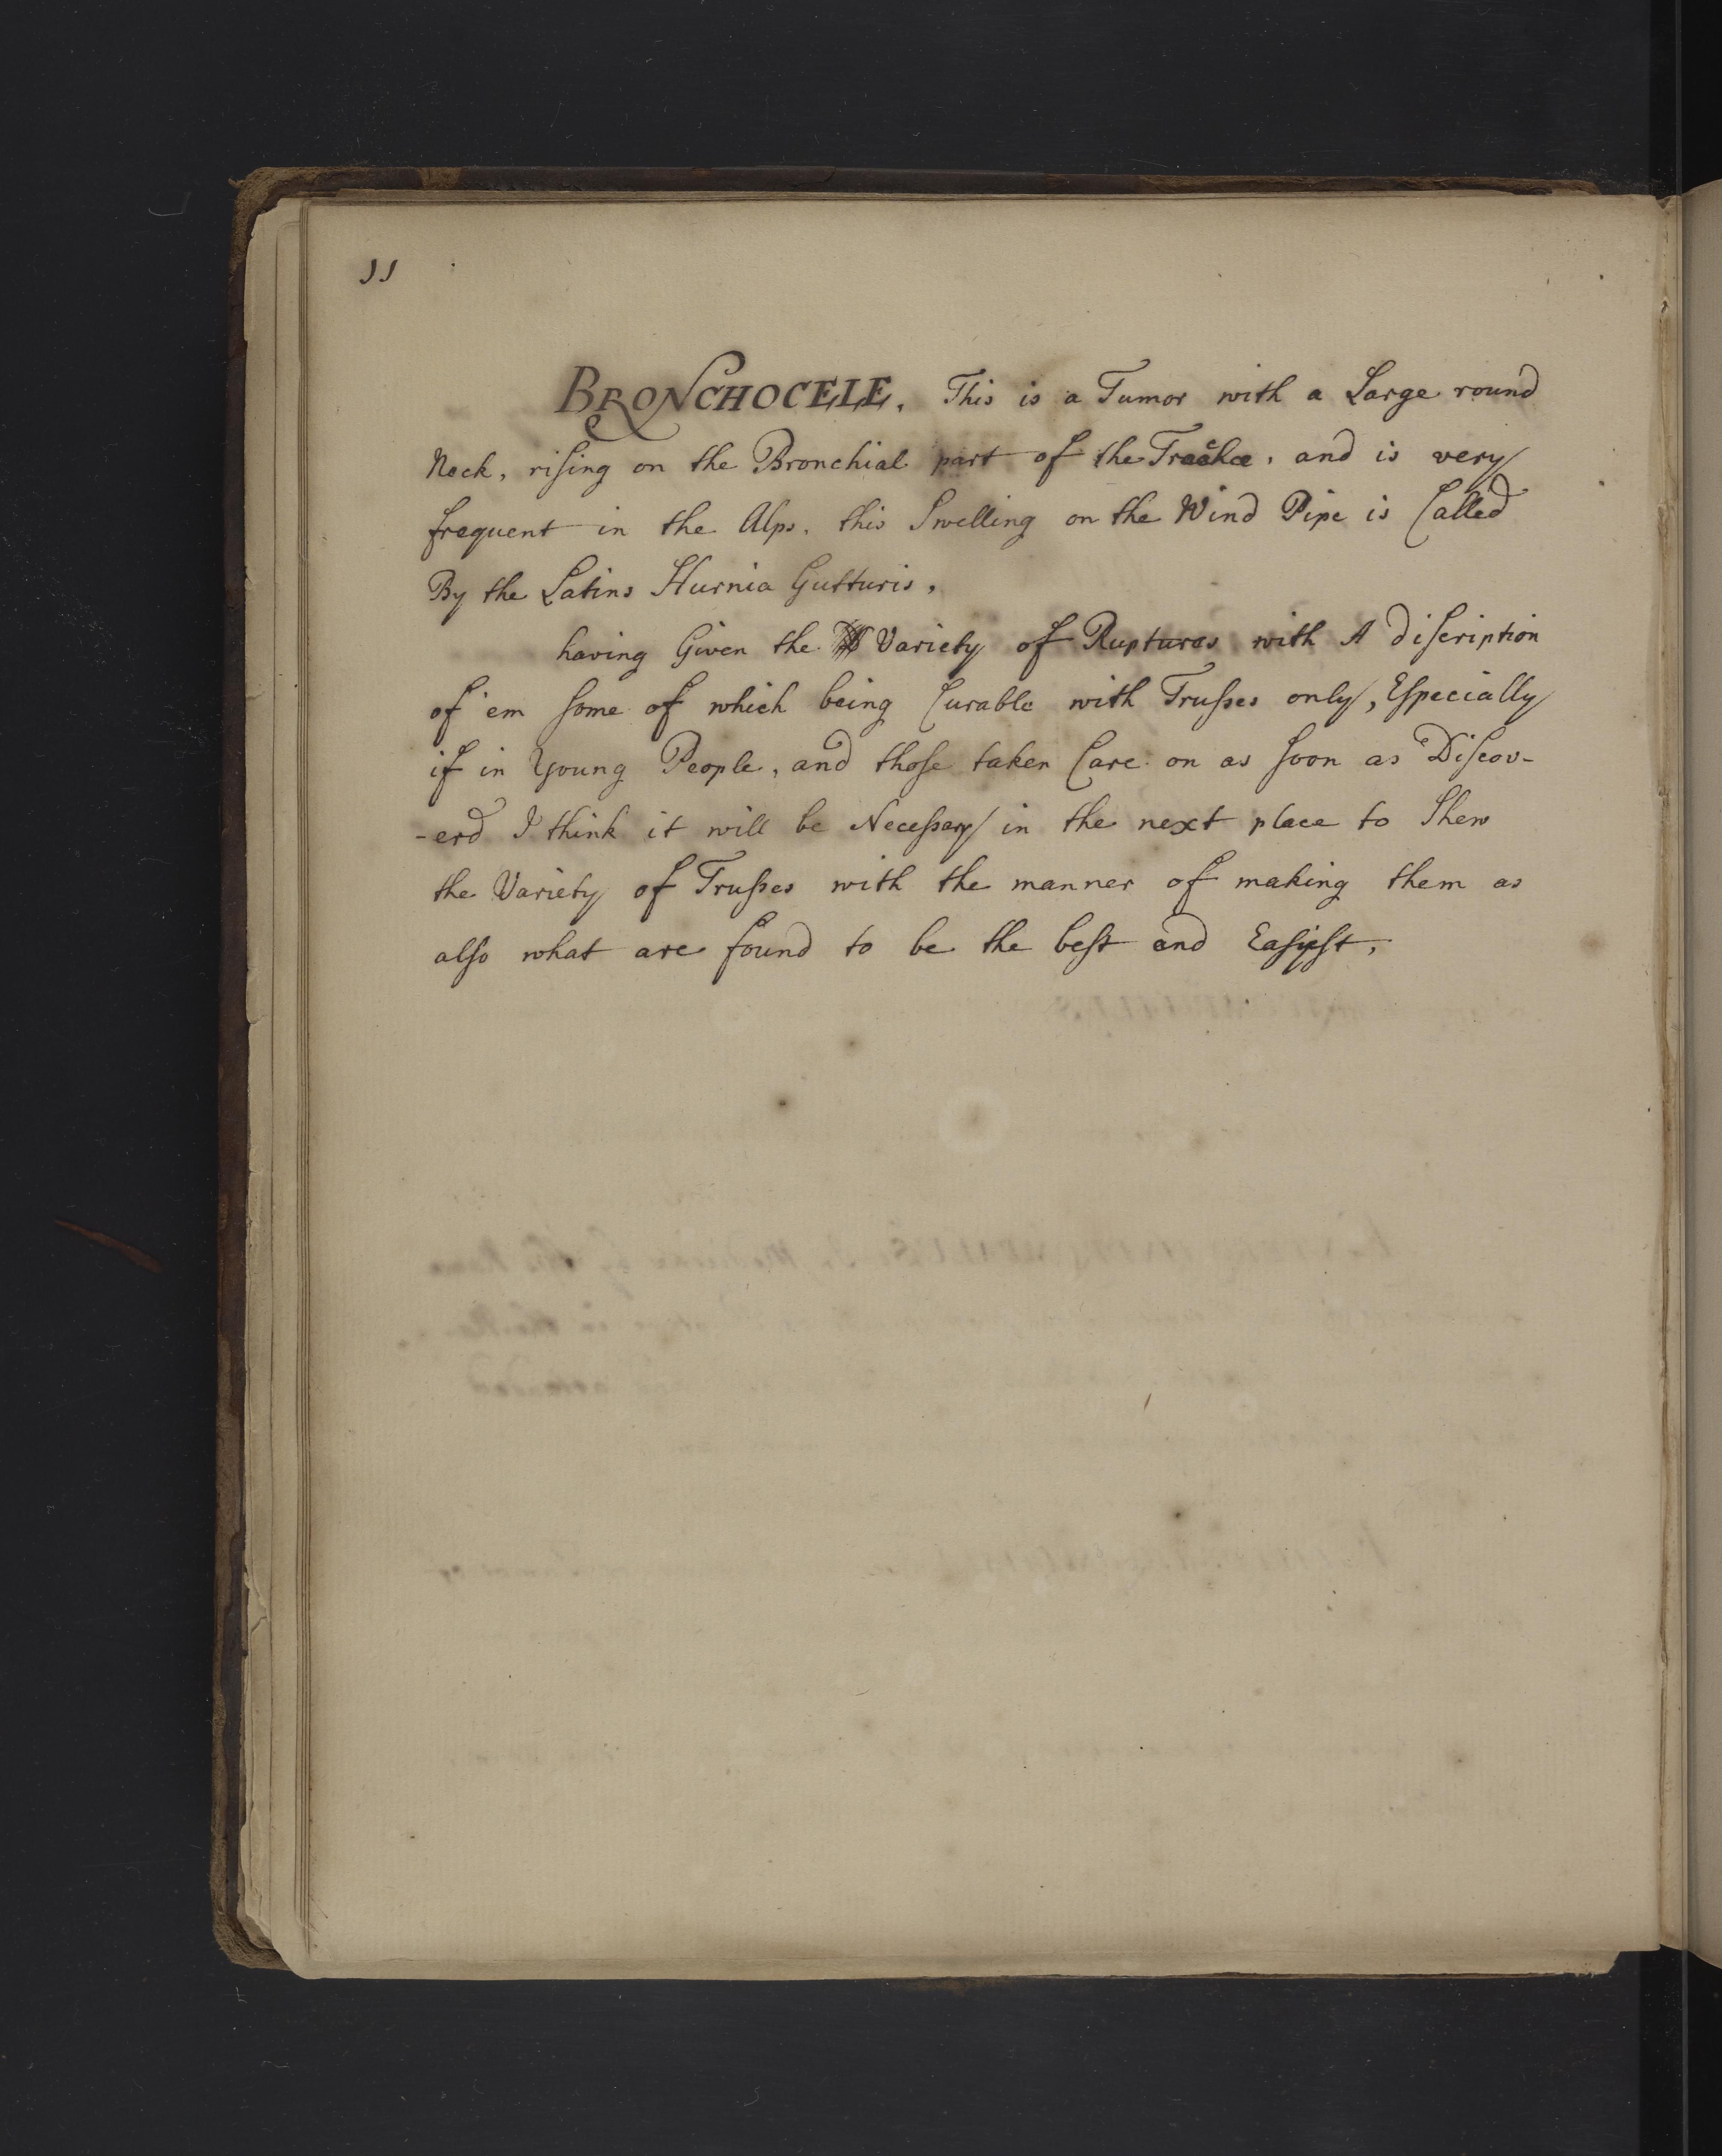 11
BRONCHOCELE. This is a Tumor with a Large round
Neck, riſing on the Bronchial part of the Trachæ, and is very
frequent in the Alps. this Swelling on the Wind Pipe is Called
By the Latins Hurnia Gutturis,
having Given the Variety of Ruptures with A diſcription
of 'em ſome of which being Curable with Truſses only, Eſpecially
if in Young People, and thoſe taken Care on as ſoon as Diſcov-
-erd I think it will be Neceſsary in the next place to Shew
the Variety of Truſses with the manner of making them as
alſo what are found to be the beſt and Eaſyeſt,